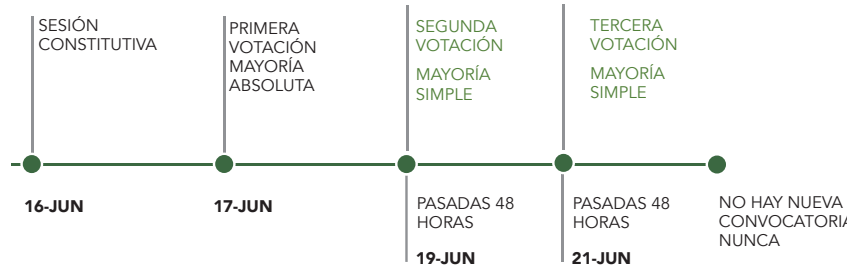 SESIÓN
CONSTITUTIVA
PRIMERA
VOTACIÓN
MAYORÍA
ABSOLUTA
SEGUNDA
VOTACIÓN
MAYORÍA
SIMPLE
TERCERA
VOTACIÓN
MAYORÍA
SIMPLE
16-JUN
17-JUN
PASADAS 48
HORAS
19-JUN
PASADAS 48
HORAS
21-JUN
NO HAY NUEVA
CONVOCATORIA
NUNCA